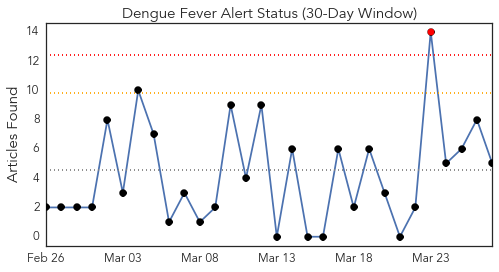 Dengue Fever Alert Status (30-Day Window)
Articles Found
14
12
10
8
6
4
2
0
Feb 26 Mar 03 Mar 08 Mar 13 Mar 18 Mar 23